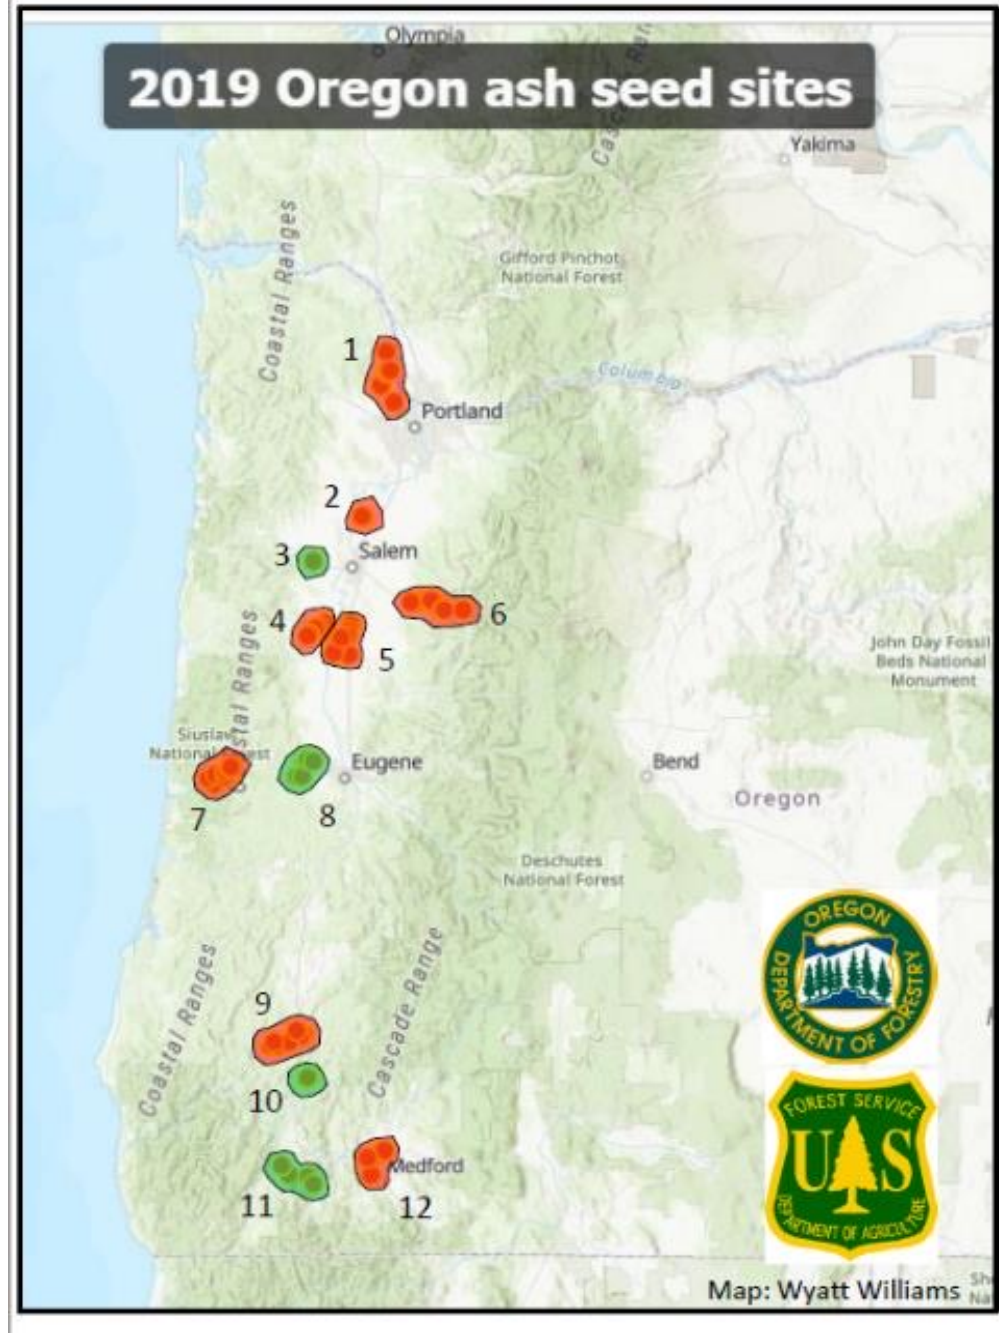 Olympia
2019 Oregon ash seed sites
Yakima
Coastal Ranges
Gifford Pinchot
National Forest
1
Columbia
Portland
2
3
Salem
4
6
5
John Day Fossil
Beds National
Monument
Coastal Ranges
National
Eugene
Bend
7
8
Oregon
Deschutes
National Forest
OREGON
DEPARTMENT OF FORESTRY
Coastal Ranges
Cascade Range
9
10
FOREST SERVICE
U S
DEPARTMENT OF AGRICULTURE
Medford
11
12
Map: Wyatt Williams